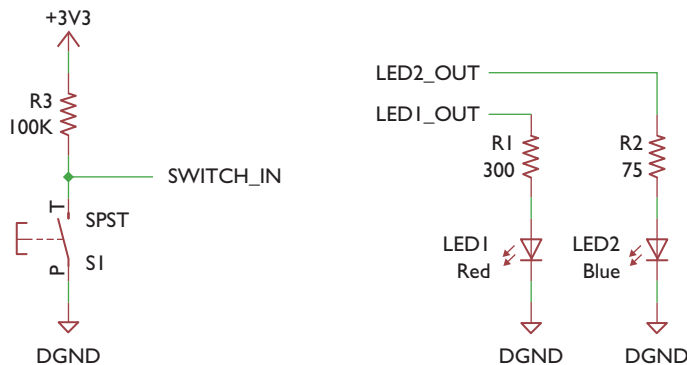 +3V3
R3
100K
SWITCH_IN
T
SPST
P
S1
DGND
LED2_OUT
LED1_OUT
R1
300
R2
75
LED1
Red
LED2
Blue
DGND
DGND